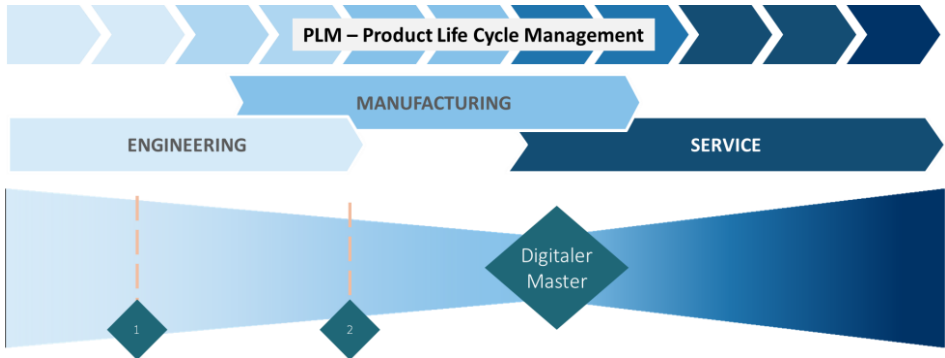 PLM – Product Life Cycle Management
MANUFACTURING
ENGINEERING
SERVICE
Digitaler
Master
1
2